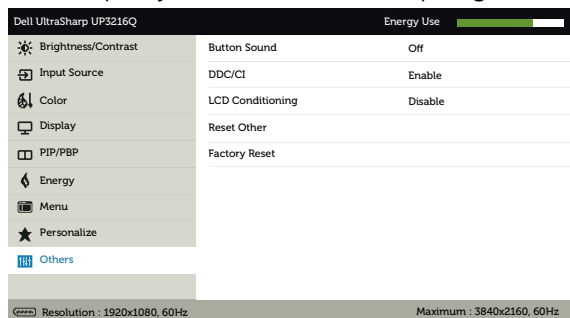 Dell UltraSharp UP3216Q Energy Use
Brightness/Contrast Button Sound Off
Input Source DDC/CI Enable
Color LCD Conditioning Disable
Display Reset Other
PIP/PBP Factory Reset
Energy
Menu
Personalize
Others
Resolution : 1920x1080, 60Hz Maximum : 3840x2160, 60Hz